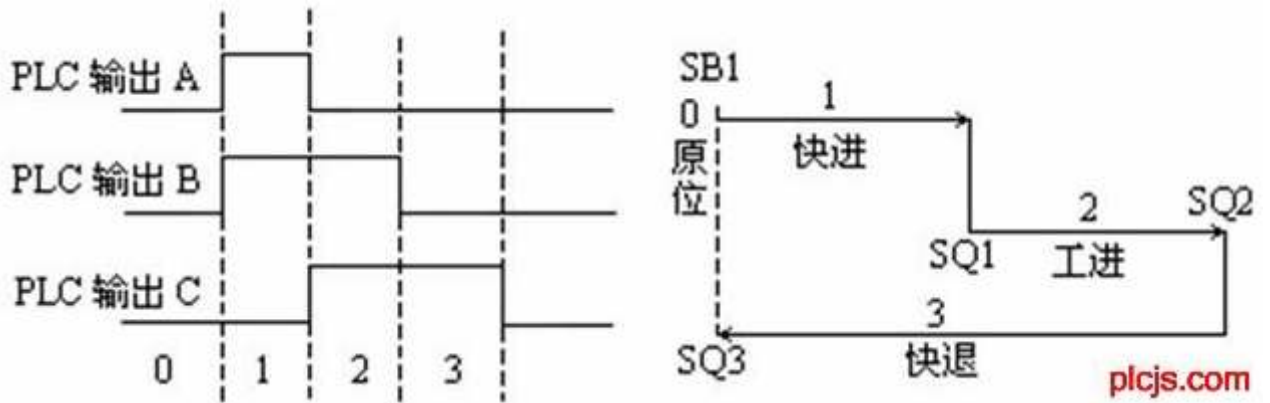 PLC 输出 A
PLC 输出 B
PLC 输出 C
0 1 2 3
SB1
0
原位
1
快进
SQ1
2
工进
SQ2
3
快退
SQ3
plcjs.com